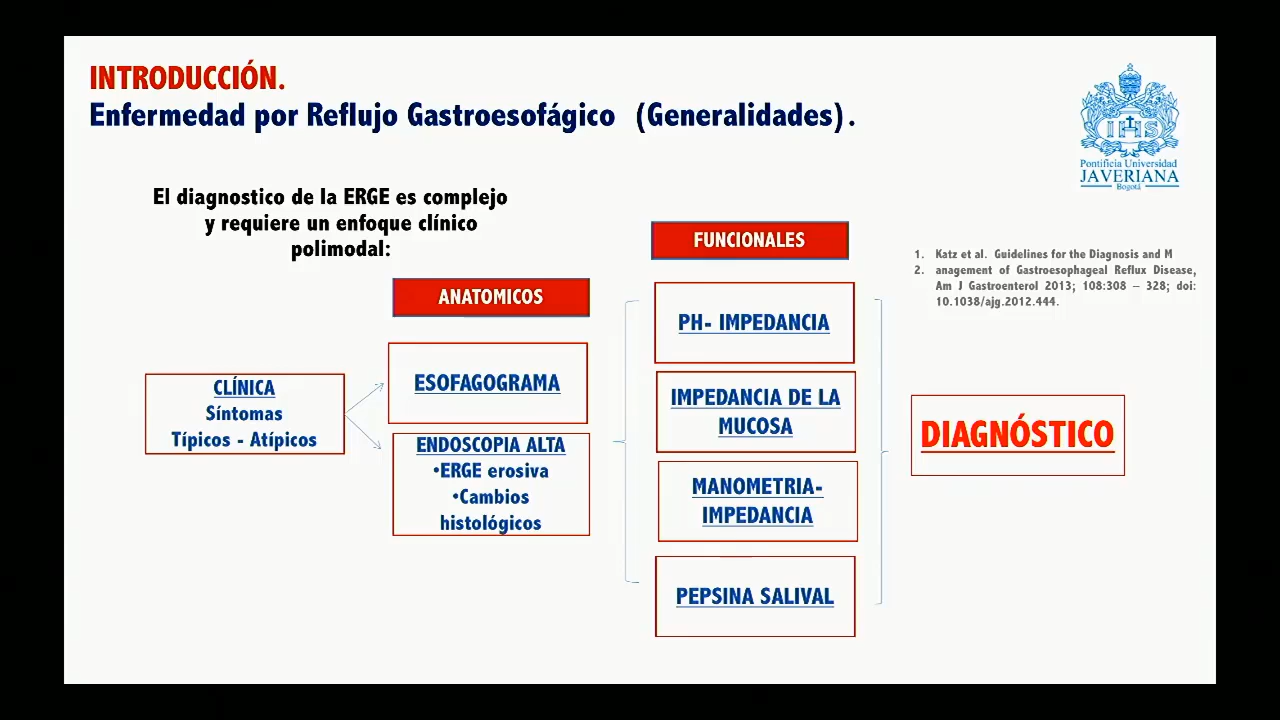 INTRODUCCIÓN.
Enfermedad por Reflujo Gastroesofágico (Generalidades).
IHS
Pontificia Universidad
JAVERIANA
Bogotá
El diagnostico de la ERGE es complejo
y requiere un enfoque clínico
polimodal:
CLÍNICA
Síntomas
Típicos - Atípicos
ANATOMICOS
ESOFAGOGRAMA
ENDOSCOPIA ALTA
•ERGE erosiva
•Cambios
histológicos
FUNCIONALES
PH- IMPEDANCIA
IMPEDANCIA DE LA
MUCOSA
MANOMETRIA-
IMPEDANCIA
PEPSINA SALIVAL
1. Katz et al. Guidelines for the Diagnosis and M
2. anagement of Gastroesophageal Reflux Disease,
Am J Gastroenterol 2013; 108:308 – 328; doi:
10.1038/ajg.2012.444.
DIAGNÓSTICO